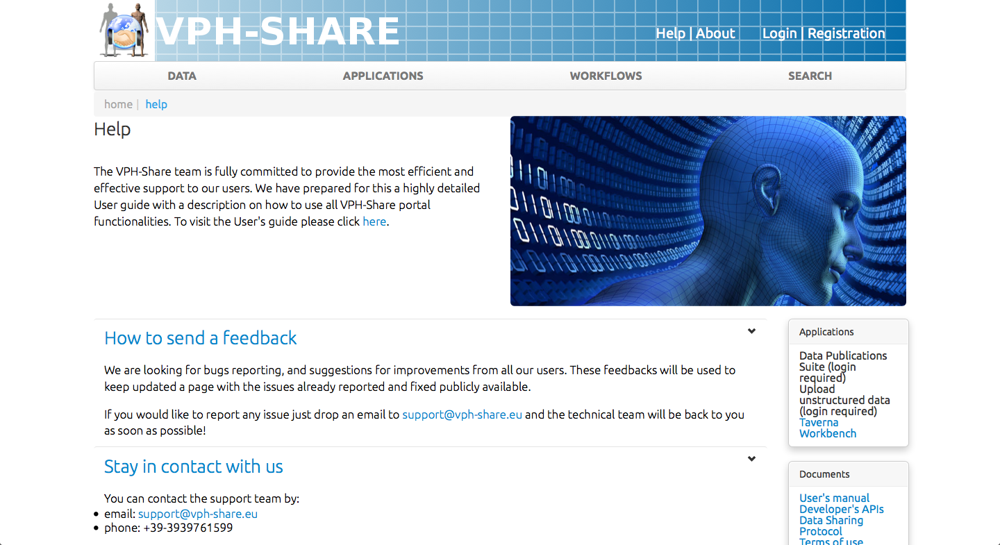 VPH-SHARE
Help | About Login | Registration
DATA APPLICATIONS WORKFLOWS SEARCH
home | help
Help
The VPH-Share team is fully committed to provide the most efficient and
effective support to our users. We have prepared for this a highly detailed
User guide with a description on how to use all VPH-Share portal
functionalities. To visit the User's guide please click here.
How to send a feedback
We are looking for bugs reporting, and suggestions for improvements from all our users. These feedbacks will be used to
keep updated a page with the issues already reported and fixed publicly available.
If you would like to report any issue just drop an email to support@vph-share.eu and the technical team will be back to you
as soon as possible!
Stay in contact with us
You can contact the support team by:
• email: support@vph-share.eu
• phone: +39-3939761599
Applications
Data Publications
Suite (login
required)
Upload
unstructured data
(login required)
Taverna
Workbench
Documents
User's manual
Developer's APIs
Data Sharing
Protocol
Terms of use